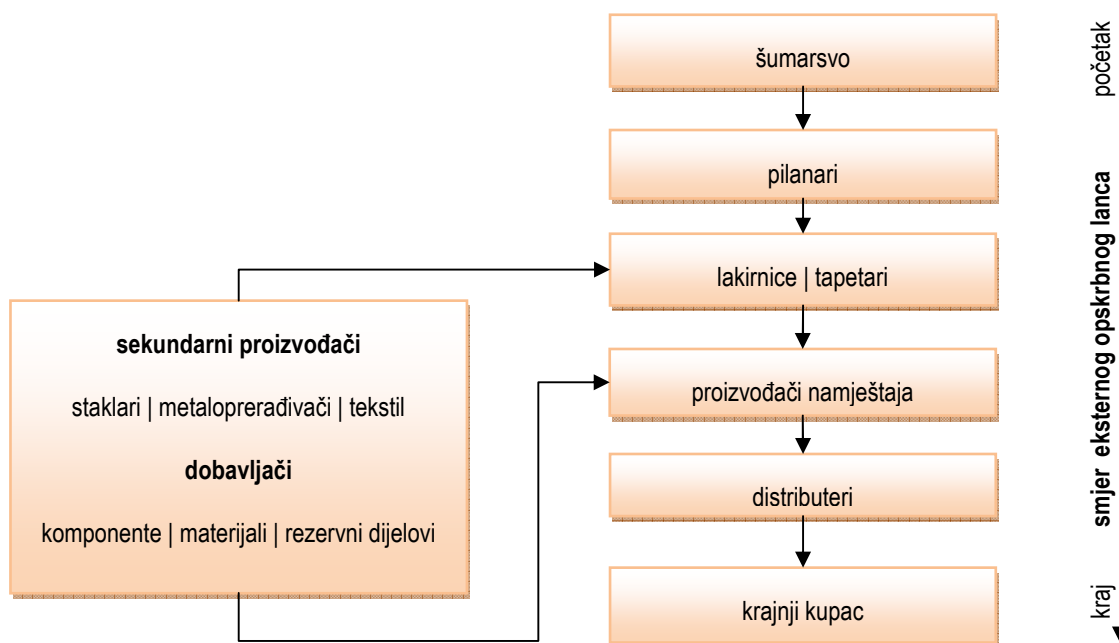 šumarsvo
pilanari
lakirnice | tapetari
proizvođači namještaja
distributeri
krajnji kupac
sekundarni proizvođači
staklari | metaloprerađivači | tekstil
dobavljači
komponente | materijali | rezervni dijelovi
početak
smjer eksternog opskrbnog lanca
kraj